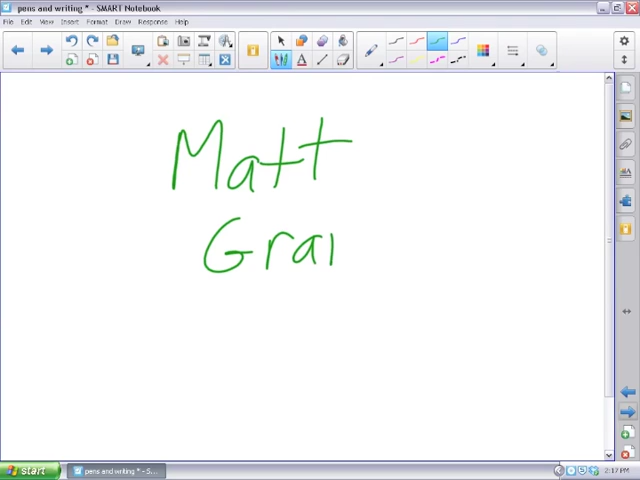 pens and writing * - SMART Notebook
File Edit View Insert Format Draw Response Help
Matt
Grai
start
pens and writing * - S...
2:17 PM